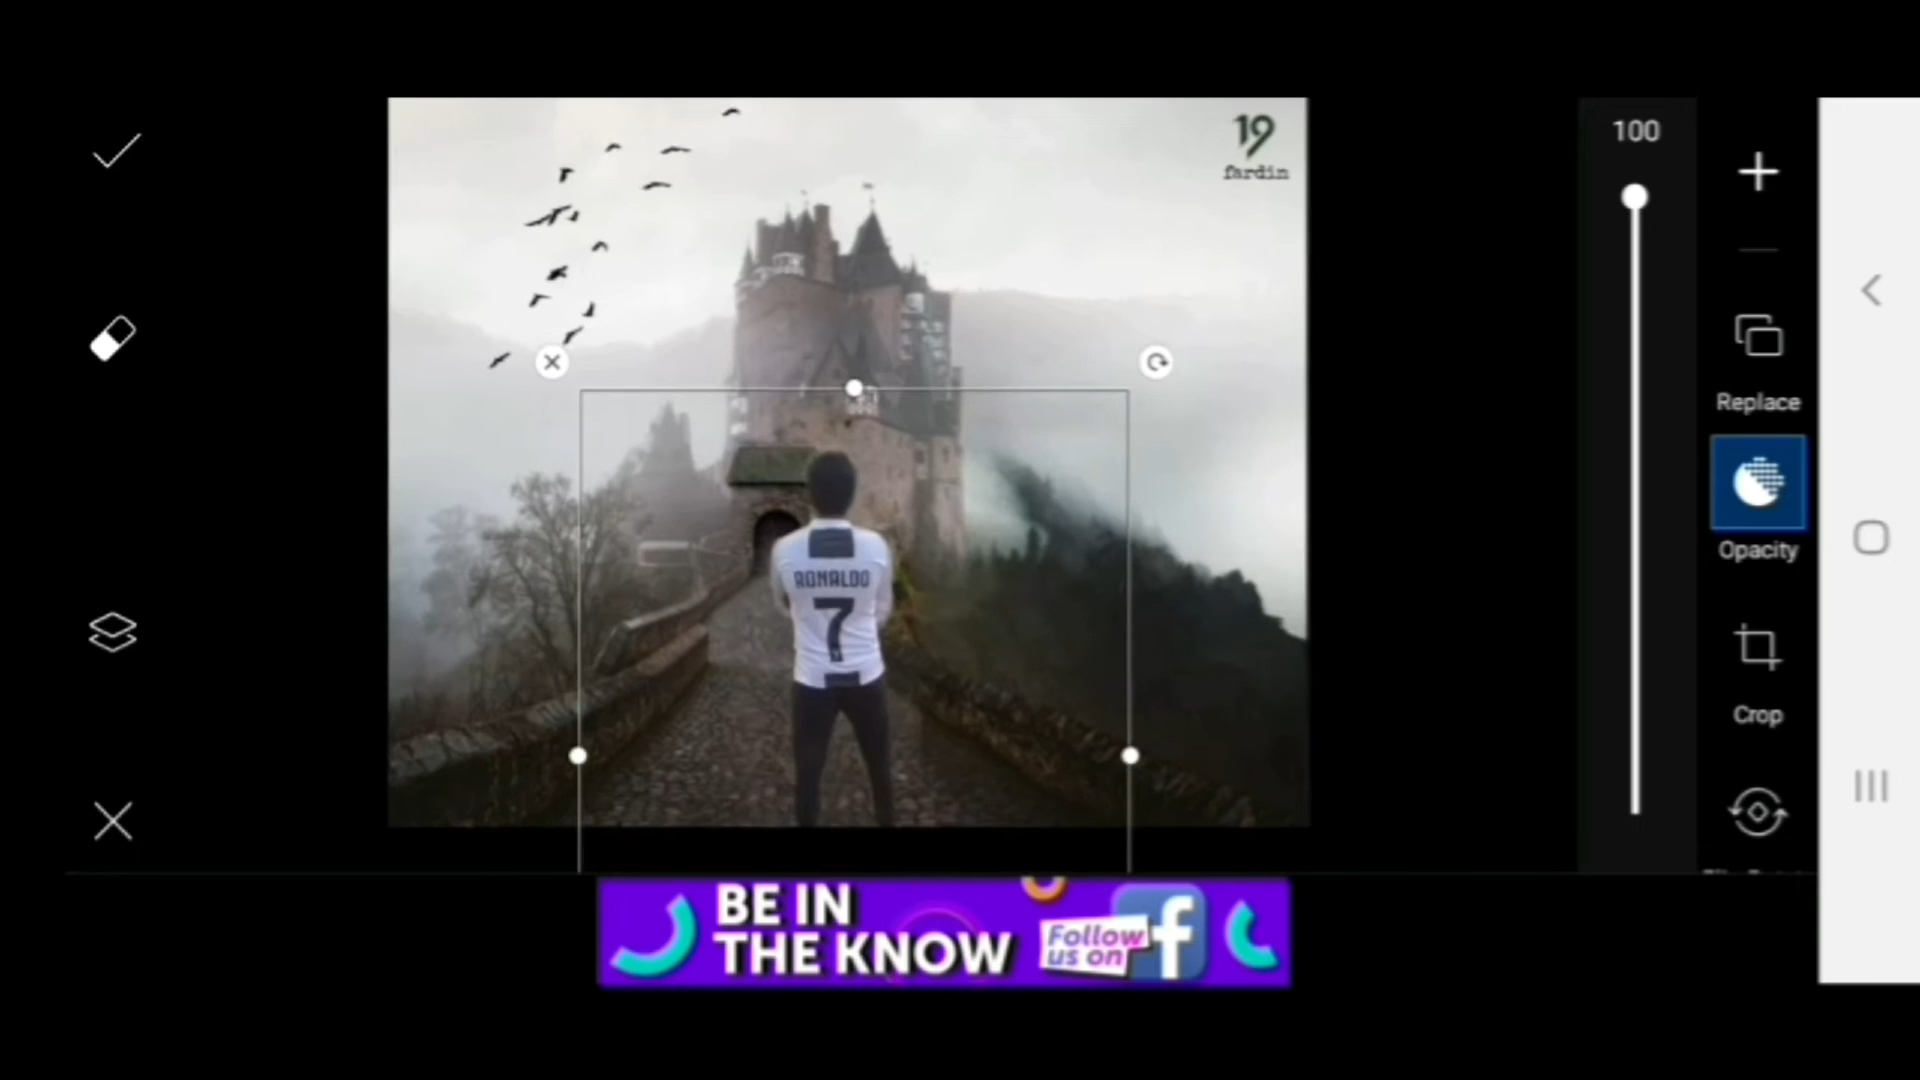 19
fardin
100
Replace
RONALDO
7
Opacity
Crop
BE IN
THE KNOW
Follow
us on
f